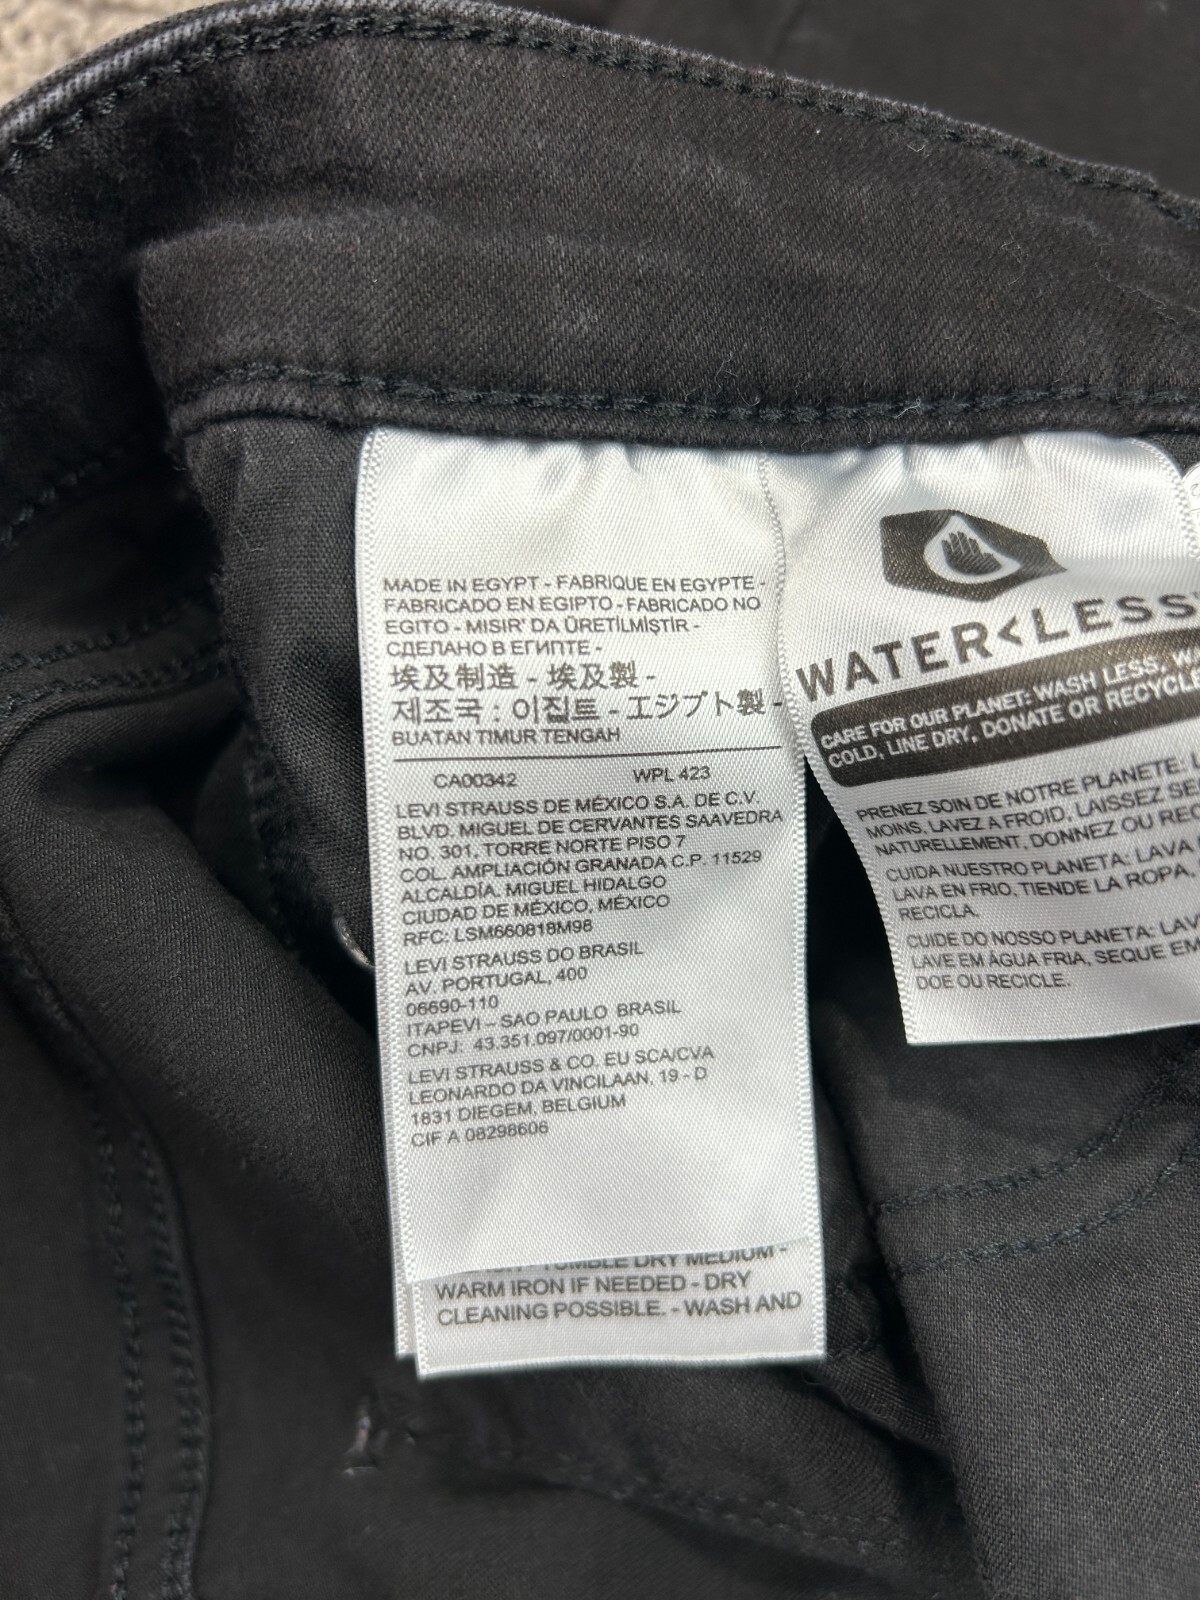 MADE IN EGYPT - FABRIQUE EN EGYPTE -
FABRICADO EN EGIPTO - FABRICADO NO
EGITO - MISIR' DA ÜRETİLMİŞTİR -
СДЕЛАНО В ЕГИПТЕ -
埃及制造 - 埃及製 -
제조국 : 이집트 - エジプト製 -
BUATAN TIMUR TENGAH
CA00342 WPL 423
LEVI STRAUSS DE MÉXICO S.A. DE C.V.
BLVD. MIGUEL DE CERVANTES SAAVEDRA
NO. 301, TORRE NORTE PISO 7
COL. AMPLIACIÓN GRANADA C.P. 11529
ALCALDÍA. MIGUEL HIDALGO
CIUDAD DE MÉXICO, MÉXICO
RFC: LSM660818M98
LEVI STRAUSS DO BRASIL
AV. PORTUGAL, 400
06690-110
ITAPEVI – SAO PAULO BRASIL
CNPJ: 43.351.097/0001-90
LEVI STRAUSS & CO. EU SCA/CVA
LEONARDO DA VINCILAAN. 19 - D
1831 DIEGEM, BELGIUM
CIF A 08298606
TUMBLE DRY MEDIUM -
WARM IRON IF NEEDED - DRY
CLEANING POSSIBLE. - WASH AND
WATER<LESS
CARE FOR OUR PLANET: WASH LESS,
COLD, LINE DRY, DONATE OR RECYCLE
PRENEZ SOIN DE NOTRE PLANETE:
MOINS, LAVEZ A FROID, LAISSEZ
NATURELLEMENT, DONNEZ OU
CUIDA NUESTRO PLANETA: LAVA
LAVA EN FRIO, TIENDE LA ROPA,
RECICLA.
CUIDE DO NOSSO PLANETA:
LAVE EM ÁGUA FRIA, SEQUE EM
DOE OU RECICLE.